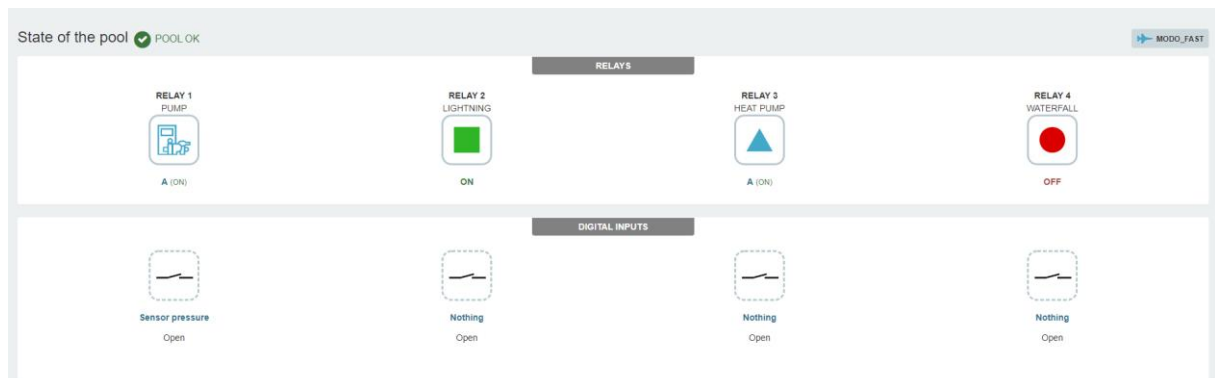 State of the pool POOL OK
MODO_FAST
RELAYS
RELAY 1
PUMP
A (ON)
RELAY 2
LIGHTNING
ON
RELAY 3
HEAT PUMP
A (ON)
RELAY 4
WATERFALL
OFF
DIGITAL INPUTS
Sensor pressure
Open
Nothing
Open
Nothing
Open
Nothing
Open